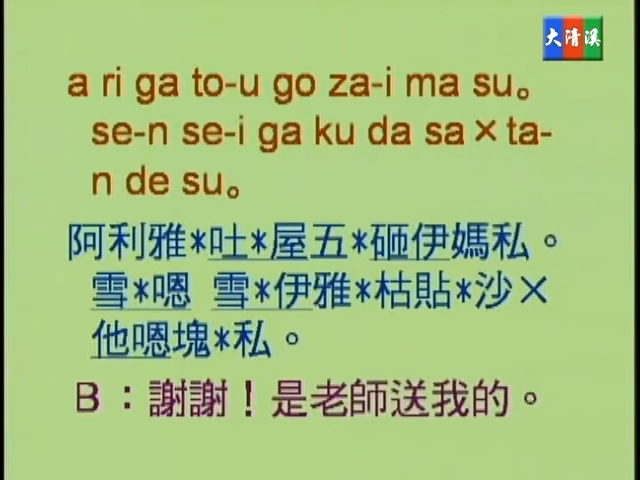 大清溪
a ri ga to-u go za-i ma su。
se-n se-i ga ku da sa×ta-
n de su。
阿利雅*吐*屋五*砸伊媽私。
雪*嗯 雪*伊雅*枯貼*沙×
他嗯塊*私。
B：謝謝！是老師送我的。